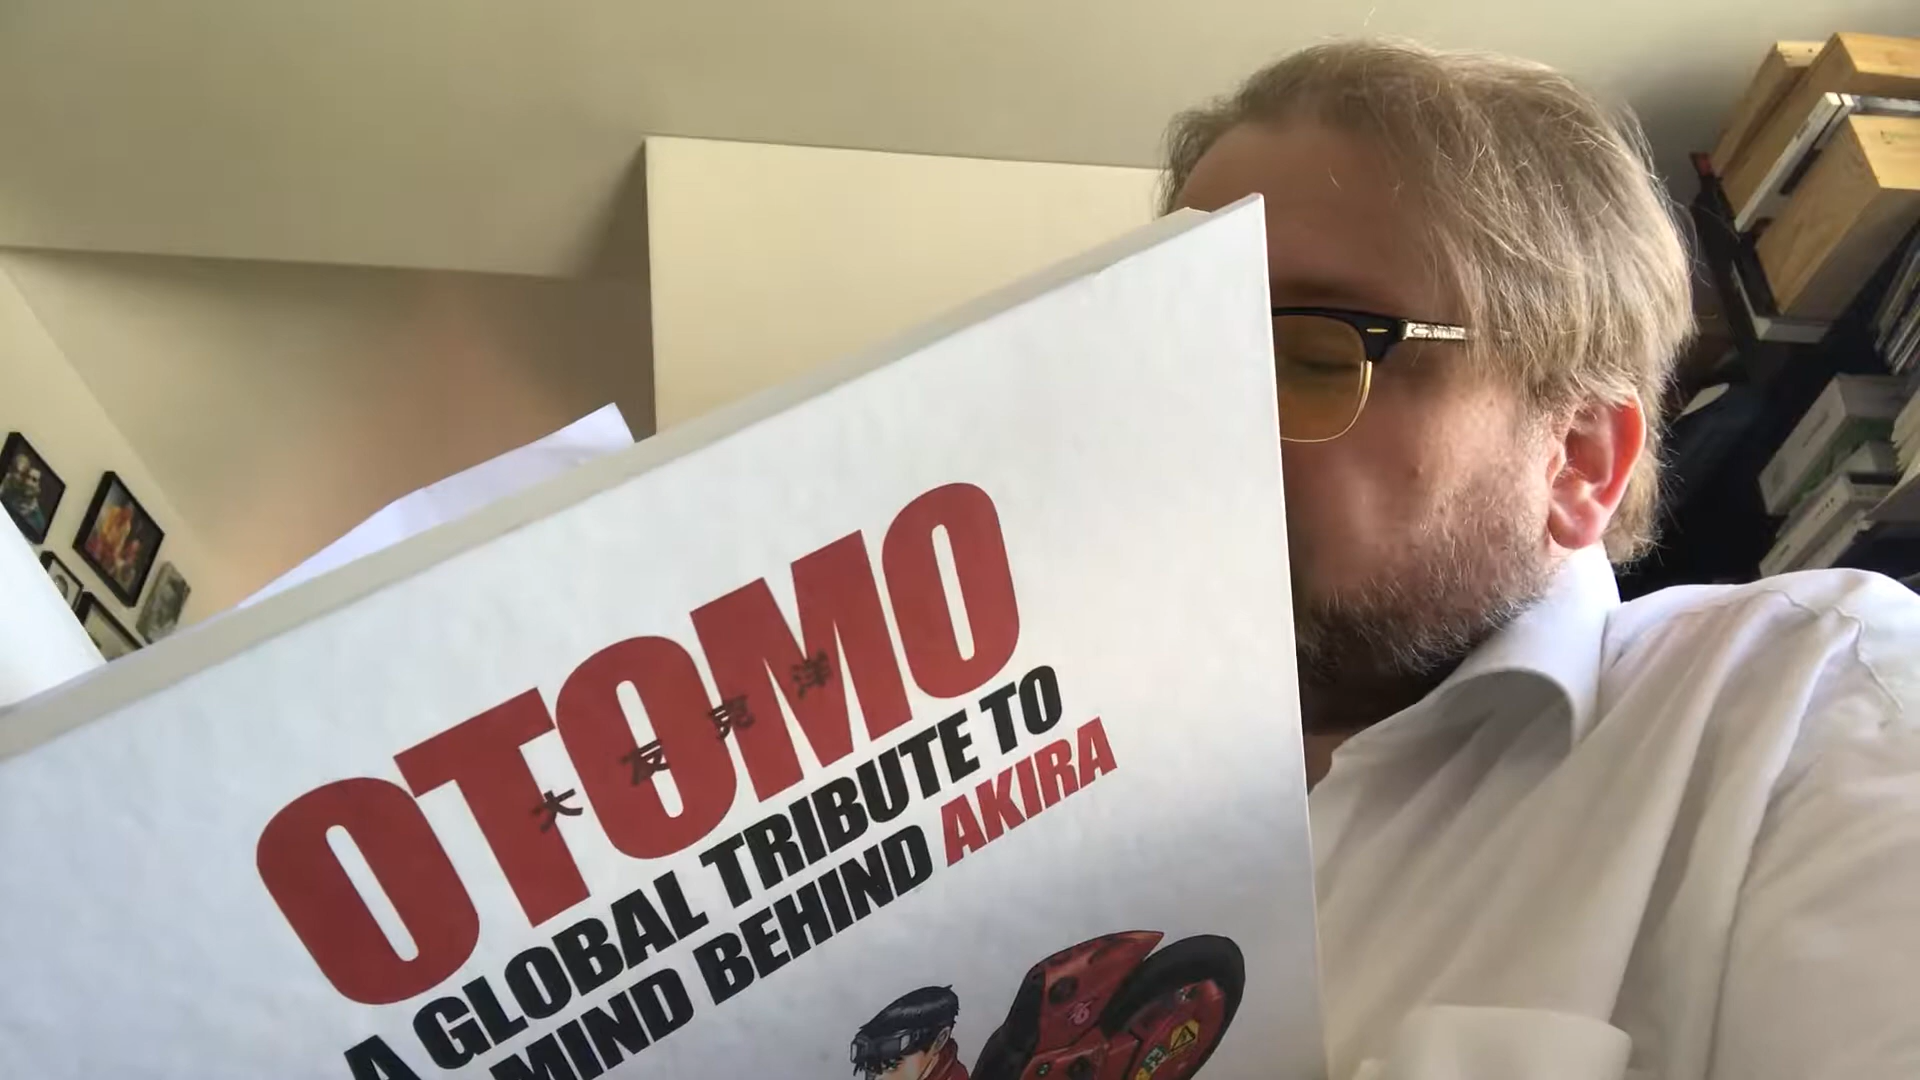 OTOMO
大友克洋
A GLOBAL TRIBUTE TO
MIND BEHIND AKIRA